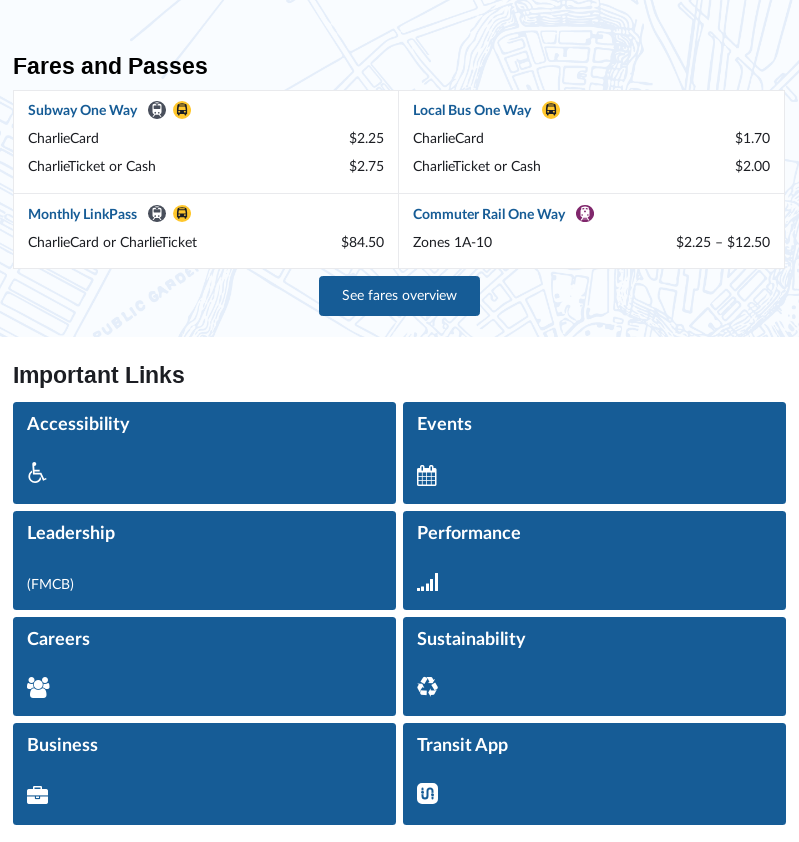 Fares and Passes
Subway One Way
CharlieCard $2.25
CharlieTicket or Cash $2.75
Local Bus One Way
CharlieCard $1.70
CharlieTicket or Cash $2.00
Monthly LinkPass
CharlieCard or CharlieTicket $84.50
Commuter Rail One Way
Zones 1A-10 $2.25 – $12.50
PUBLIC GARDE
See fares overview
Important Links
Accessibility
Events
Leadership
(FMCB)
Performance
Careers
Sustainability
Business
Transit App